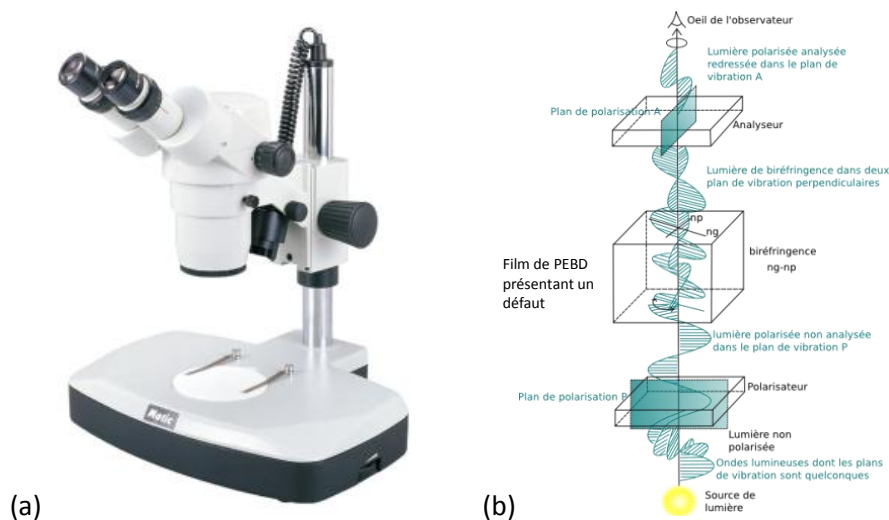 Motic
(a)
Oeil de l'observateur
Lumière polarisée analysée
redressée dans le plan de
vibration A
Plan de polarisation A
Analyseur
Lumière de biréfringence dans deux
plan de vibration perpendiculaires
np
ng
biréfringence
ng-np
Film de PEBD
présentant un
défaut
lumière polarisée non analysée
dans le plan de vibration P
Polarisateur
Plan de polarisation P
Lumière non
polarisée
Ondes lumineuses dont les plans
de vibration sont quelconques
Source de
lumière
(b)